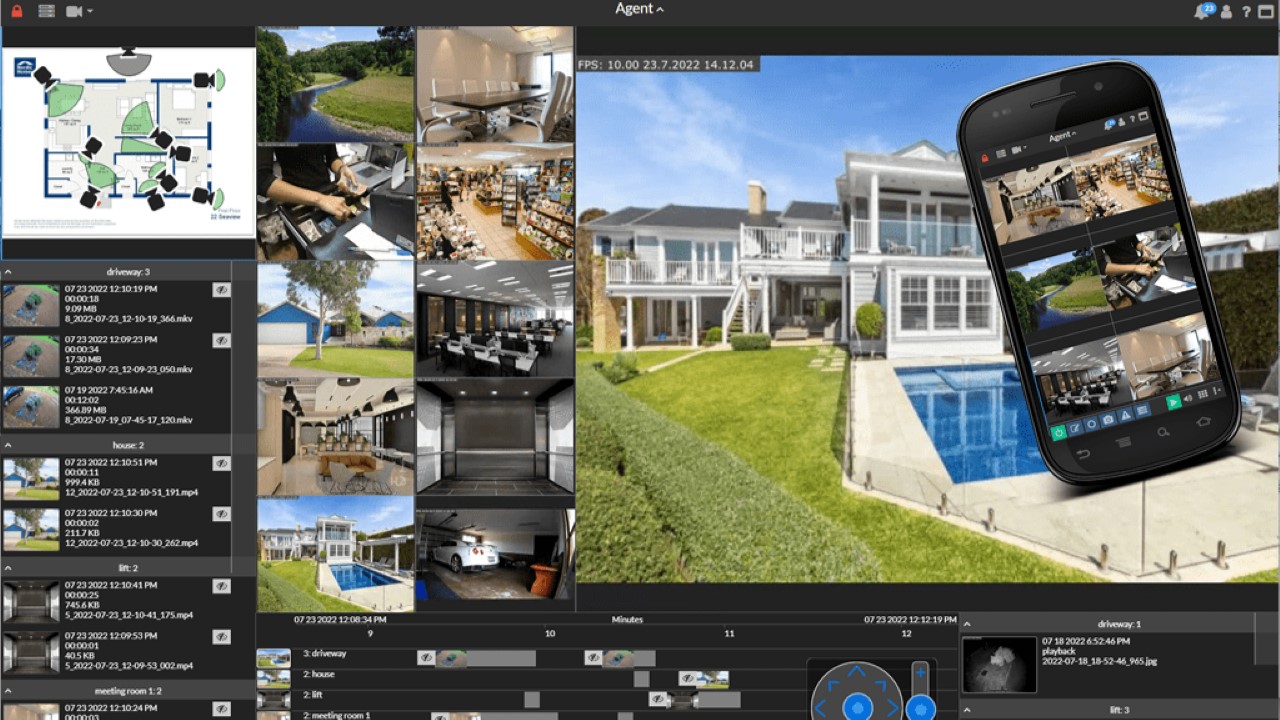 Agent
23
FPS: 10.00 23.7.2022 14.12.04
22 Seaview
Agent
driveway: 3
07 23 2022 12:10:19 PM
00:00:18
9.09 MB
8_2022-07-23_12-10-19_366.mkv
07 23 2022 12:09:23 PM
00:00:34
17.30 MB
8_2022-07-23_12-09-23_050.mkv
07 19 2022 7:45:16 AM
00:12:02
366.89 MB
8_2022-07-19_07-45-17_120.mkv
house: 2
07 23 2022 12:10:51 PM
00:00:11
999.4 KB
12_2022-07-23_12-10-51_191.mp4
07 23 2022 12:10:30 PM
00:00:02
211.7 KB
12_2022-07-23_12-10-30_262.mp4
lift: 2
07 23 2022 12:10:41 PM
00:00:25
745.6 KB
5_2022-07-23_12-10-41_175.mp4
07 23 2022 12:09:53 PM
00:00:01
40.5 KB
5_2022-07-23_12-09-53_002.mp4
meeting room 1: 2
07 23 2022 12:10:24 PM
00:00:03
07 23 2022 12:08:34 PM
Minutes
07 23 2022 12:12:19 PM
9 10 11 12
3: driveway
2: house
2: lift
2: meeting room 1
driveway: 1
07 18 2022 6:52:46 PM
playback
2022-07-18_18-52-46_965.jpg
lift: 3